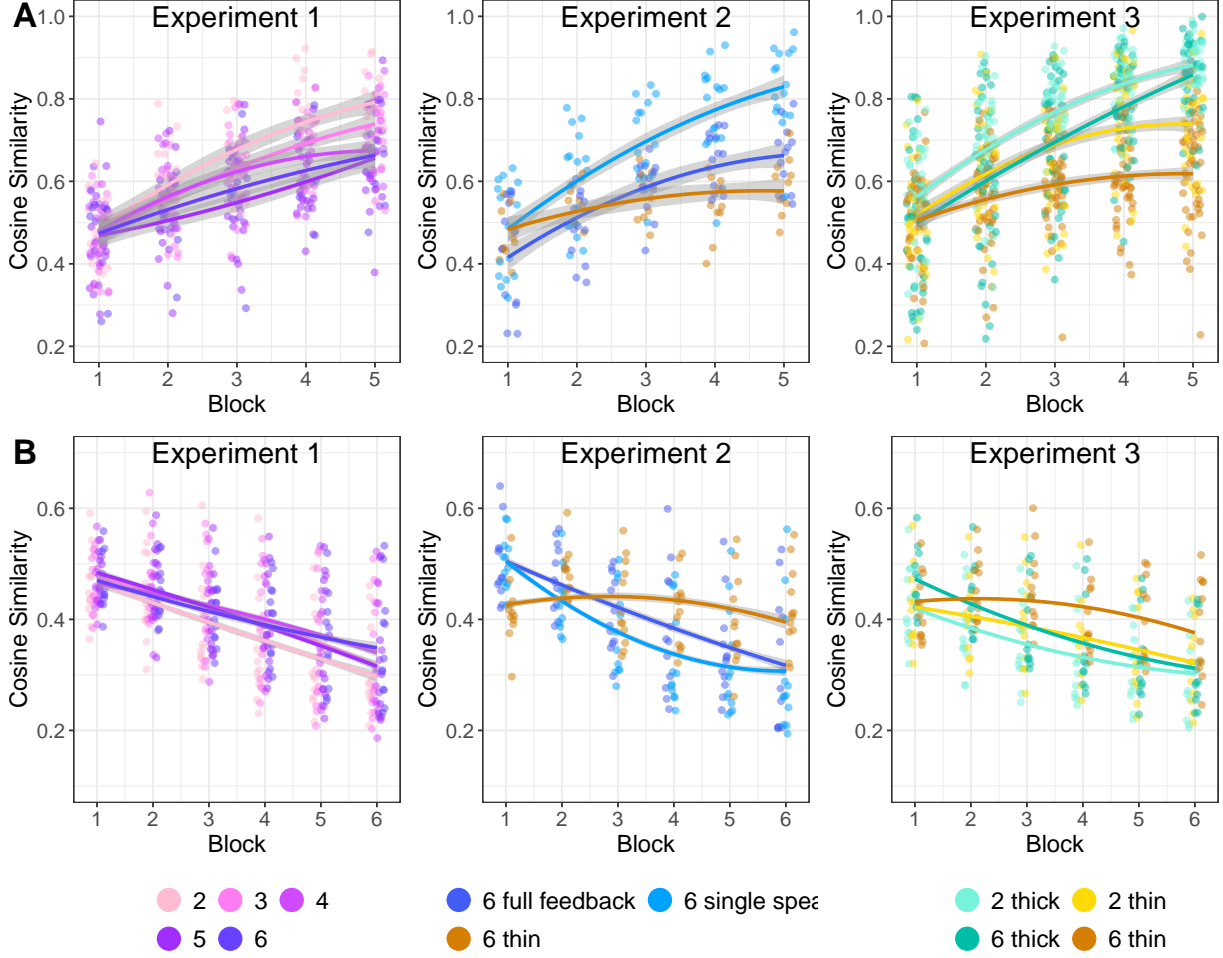 A
Experiment 1
Experiment 2
Experiment 3
Cosine Similarity
1.0
0.8
0.6
0.4
0.2
1 2 3 4 5
Block
Cosine Similarity
1.0
0.8
0.6
0.4
0.2
1 2 3 4 5
Block
Cosine Similarity
1.0
0.8
0.6
0.4
0.2
1 2 3 4 5
Block
B
Experiment 1
Experiment 2
Experiment 3
Cosine Similarity
0.6
0.4
0.2
1 2 3 4 5 6
Block
Cosine Similarity
0.6
0.4
0.2
1 2 3 4 5 6
Block
Cosine Similarity
0.6
0.4
0.2
1 2 3 4 5 6
Block
2 3 4
5 6
6 full feedback 6 single spea
6 thin
2 thick 2 thin
6 thick 6 thin